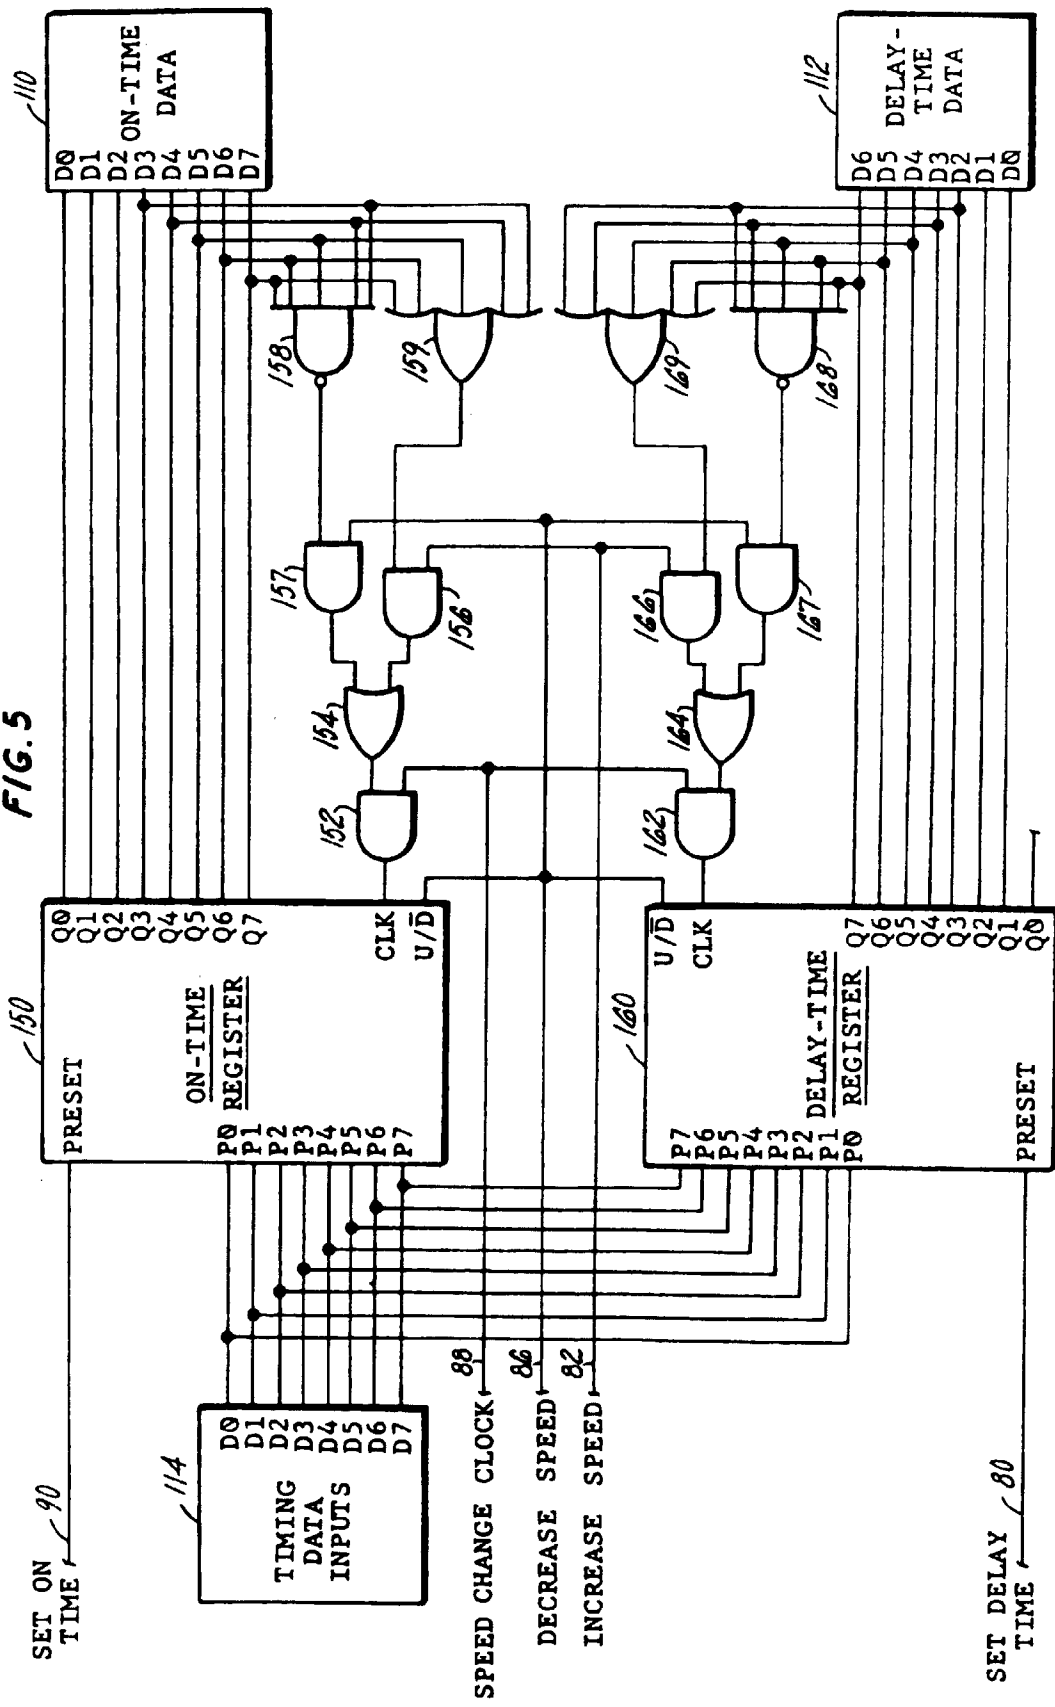 FIG. 5
SET ON
TIME
90
150
PRESET
ON-TIME
REGISTER
P0
P1
P2
P3
P4
P5
P6
P7
Q0
Q1
Q2
Q3
Q4
Q5
Q6
Q7
CLK
U/D̅
110
ON-TIME
DATA
D0
D1
D2
D3
D4
D5
D6
D7
114
TIMING
DATA
INPUTS
D0
D1
D2
D3
D4
D5
D6
D7
152
154
157
156
158
159
SPEED CHANGE CLOCK
88
DECREASE SPEED
86
INCREASE SPEED
82
162
164
166
167
169
168
160
U/D̅
CLK
DELAY-TIME
REGISTER
P7
P6
P5
P4
P3
P2
P1
P0
PRESET
Q7
Q6
Q5
Q4
Q3
Q2
Q1
Q0
112
DELAY-
TIME
DATA
D6
D5
D4
D3
D2
D1
D0
SET DELAY
TIME
80